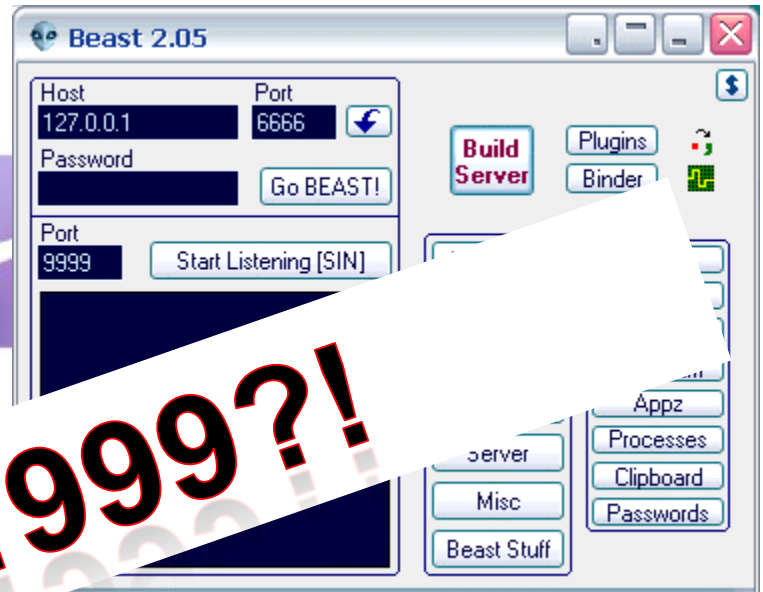 Beast 2.05
Host
Port
127.0.0.1
6666
Password
Go BEAST!
Build
Server
Plugins
Binder
$
Port
9999
Start Listening [SIN]
999?!
Appz
Server
Processes
Clipboard
Misc
Passwords
Beast Stuff